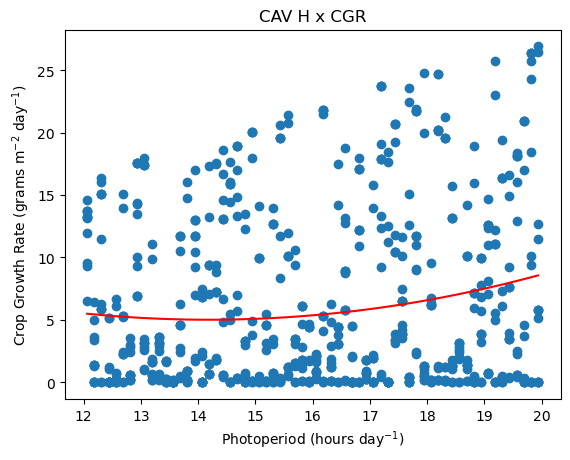 CAV H x CGR
Crop Growth Rate (grams m⁻² day⁻¹)
25
20
15
10
5
0
12 13 14 15 16 17 18 19 20
Photoperiod (hours day⁻¹)